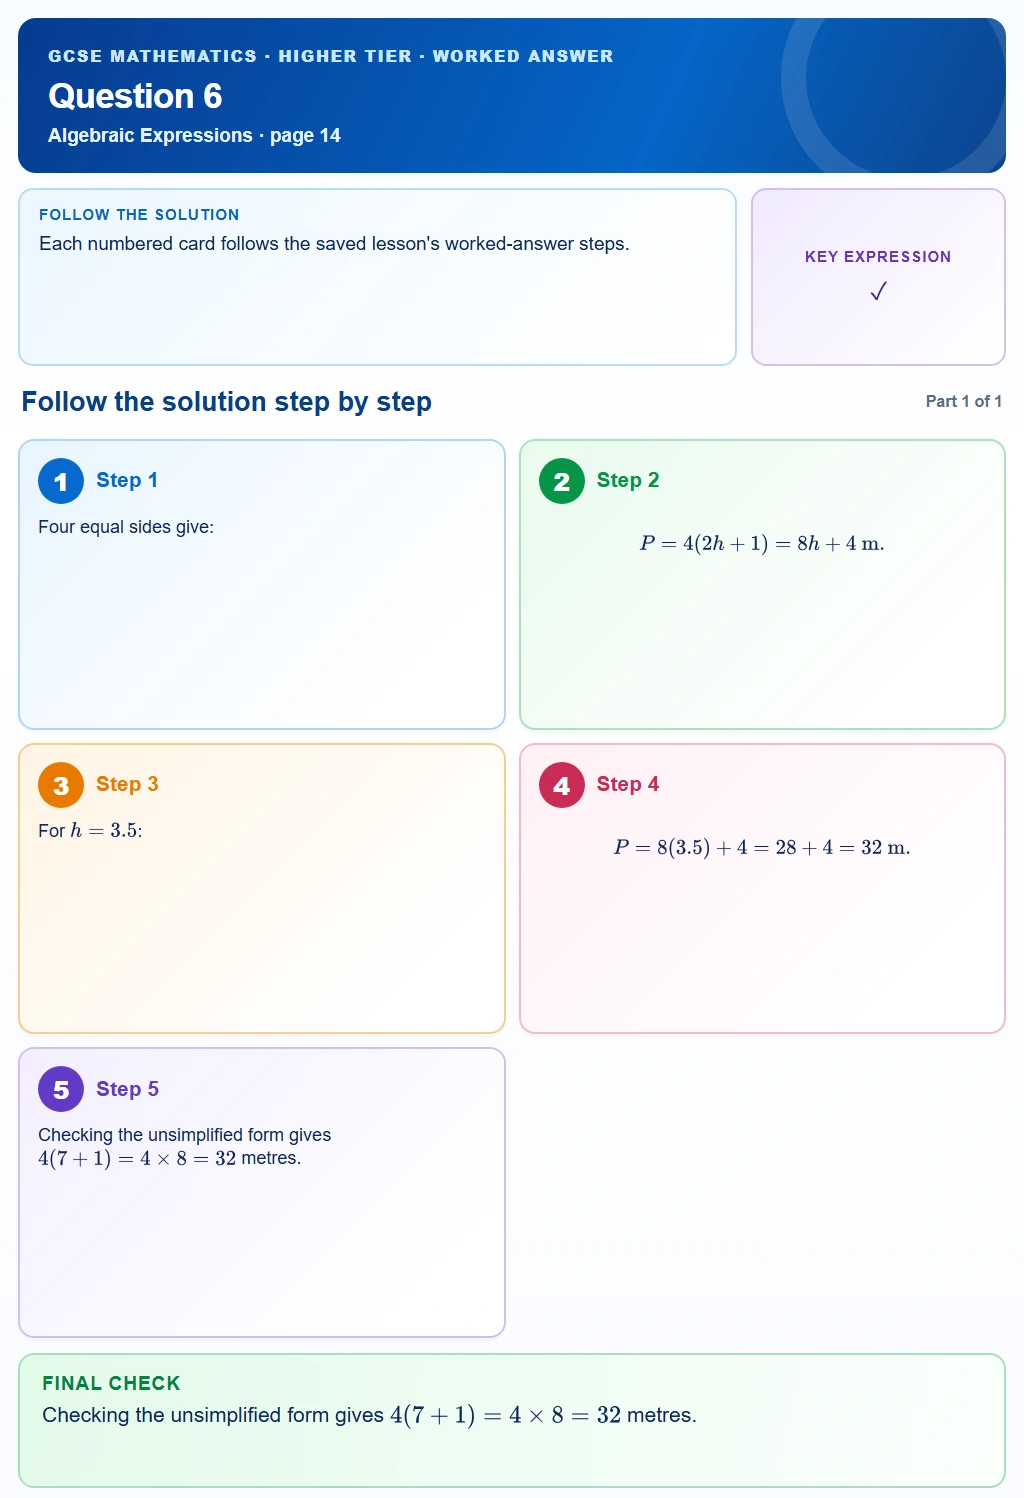 GCSE MATHEMATICS · HIGHER TIER · WORKED ANSWER
Question 6
Algebraic Expressions · page 14
FOLLOW THE SOLUTION
Each numbered card follows the saved lesson's worked-answer steps.
KEY EXPRESSION
✓
Follow the solution step by step
Part 1 of 1
1 Step 1
Four equal sides give:
2 Step 2
P = 4(2h + 1) = 8h + 4 m.
3 Step 3
For h = 3.5:
4 Step 4
P = 8(3.5) + 4 = 28 + 4 = 32 m.
5 Step 5
Checking the unsimplified form gives
4(7 + 1) = 4 × 8 = 32 metres.
FINAL CHECK
Checking the unsimplified form gives 4(7 + 1) = 4 × 8 = 32 metres.